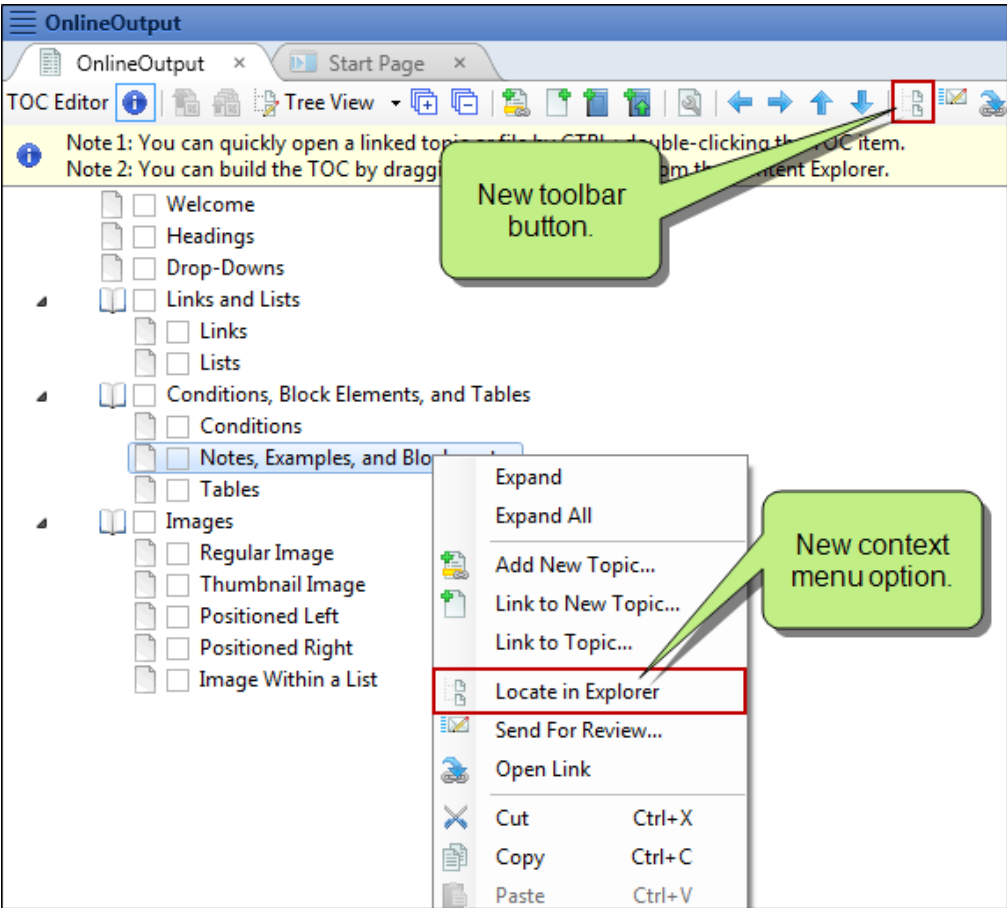 OnlineOutput
OnlineOutput × Start Page ×
TOC Editor Tree View
Note 1: You can quickly open a linked topic or file by CTRL + double-clicking the TOC item.
Note 2: You can build the TOC by draggi om th ntent Explorer.
New toolbar
button.
Welcome
Headings
Drop-Downs
Links and Lists
Links
Lists
Conditions, Block Elements, and Tables
Conditions
Notes, Examples, and Blo
Tables
Images
Regular Image
Thumbnail Image
Positioned Left
Positioned Right
Image Within a List
Expand
Expand All
Add New Topic...
Link to New Topic...
Link to Topic...
Locate in Explorer
Send For Review...
Open Link
Cut Ctrl+X
Copy Ctrl+C
Paste Ctrl+V
New context
menu option.